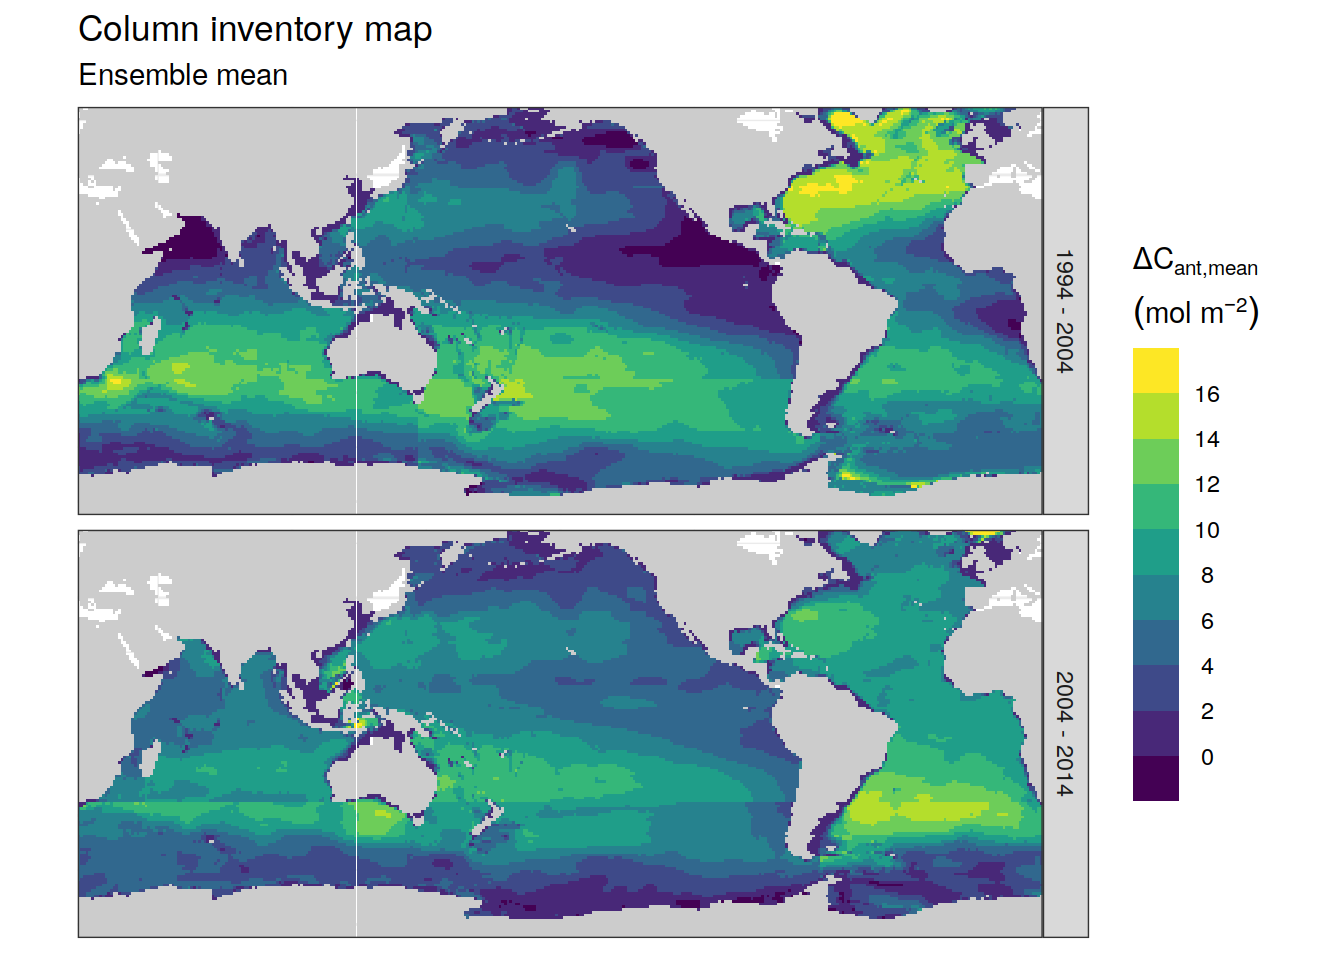 Column inventory map
Ensemble mean
1994 - 2004
2004 - 2014
ΔCant,mean
(mol m−2)
16
14
12
10
8
6
4
2
0